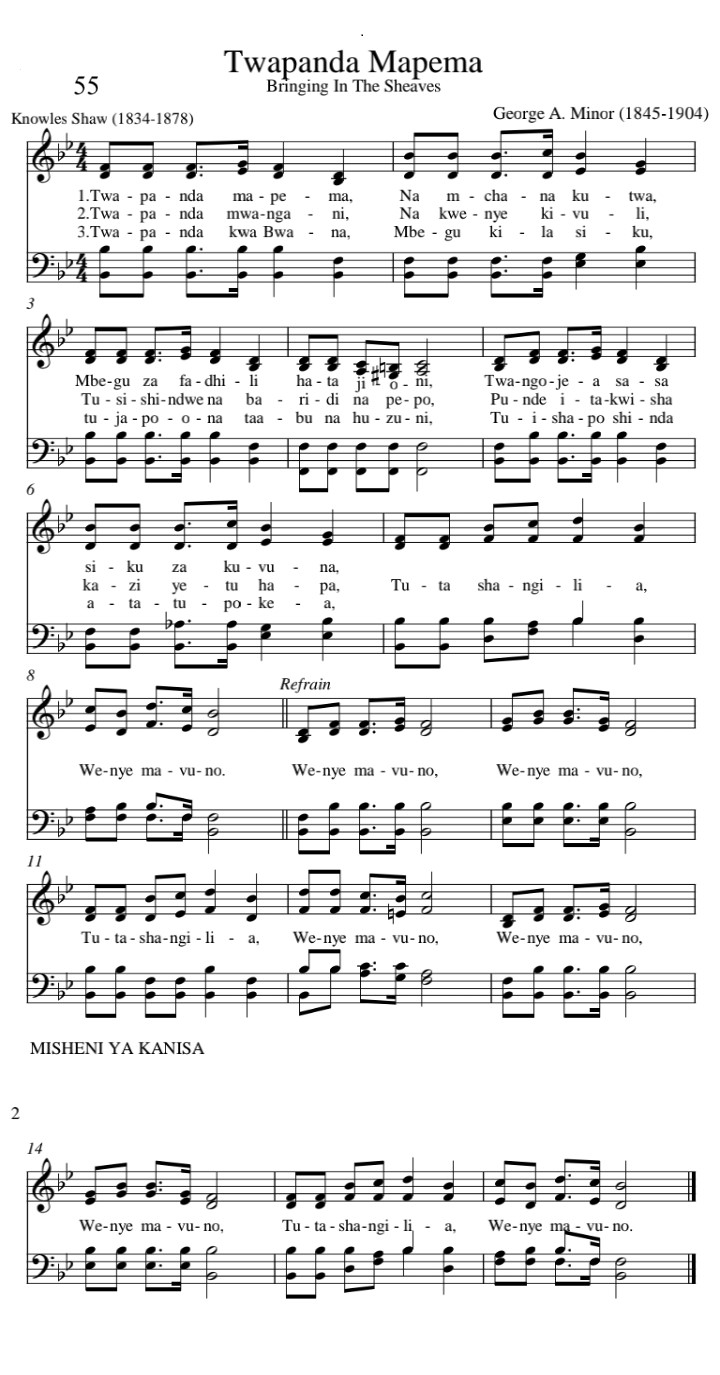 Twapanda Mapema
55
Bringing In The Sheaves
Knowles Shaw (1834-1878)
George A. Minor (1845-1904)
1.Twa - pa - nda ma - pe - ma, Na m - cha - na ku - twa,
2.Twa - pa - nda mwa-nga - ni, Na kwe - nye ki - vu - li,
3.Twa - pa - nda kwa Bwa - na, Mbe - gu ki - la si - ku,
3
Mbe-gu za fa-dhi-li ha-ta ji - o - ni, Twa-ngo-je - a sa - sa
Tu-si-shi-ndwe na ba - ri-di na pe-po, Pu-nde i-ta-kwi-sha
tu-ja-po-o-na taa - bu na hu-zu-ni, Tu - i-sha-po shi-nda
6
si - ku za ku - vu - na,
ka - zi ye - tu ha - pa, Tu - ta sha - ngi - li - a,
a - ta - tu - po - ke - a,
8
Refrain
We-nye ma - vu-no. We-nye ma - vu-no, We-nye ma - vu-no,
11
Tu-ta-sha-ngi-li - a, We-nye ma - vu-no, We-nye ma - vu-no,
MISHENI YA KANISA
2
14
We-nye ma - vu-no, Tu-ta-sha-ngi-li - a, We-nye ma - vu-no.